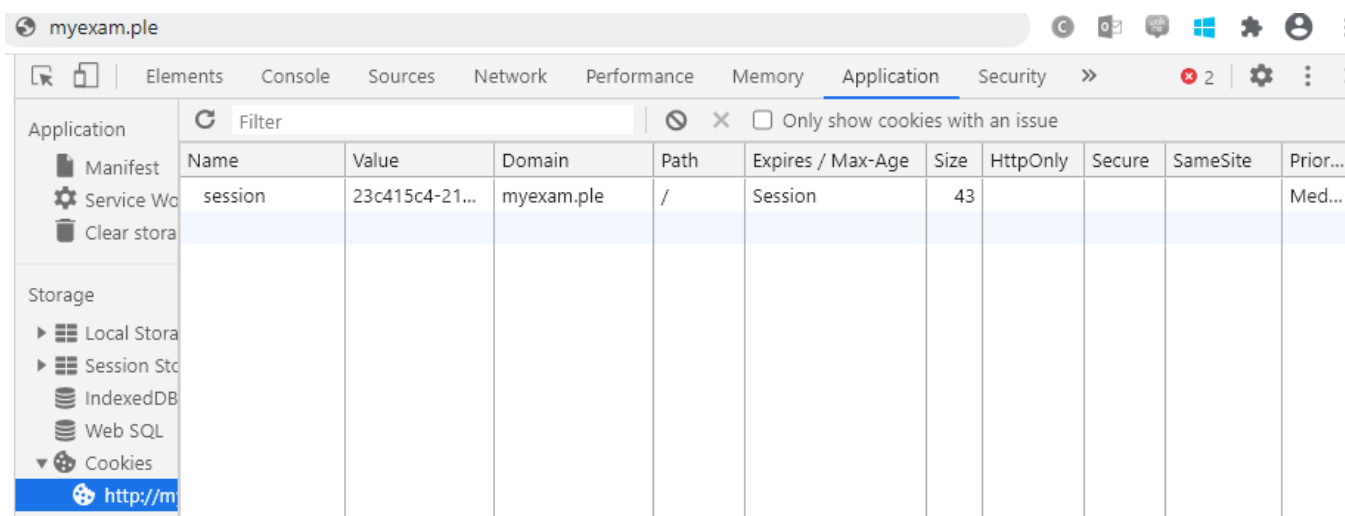 myexam.ple
Elements Console Sources Network Performance Memory Application Security » 2
Application
Filter Only show cookies with an issue
Name Value Domain Path Expires / Max-Age Size HttpOnly Secure SameSite Prior...
session 23c415c4-21... myexam.ple / Session 43 Med...
Manifest
Service Wo
Clear stora
Storage
Local Stora
Session Sto
IndexedDB
Web SQL
Cookies
http://my